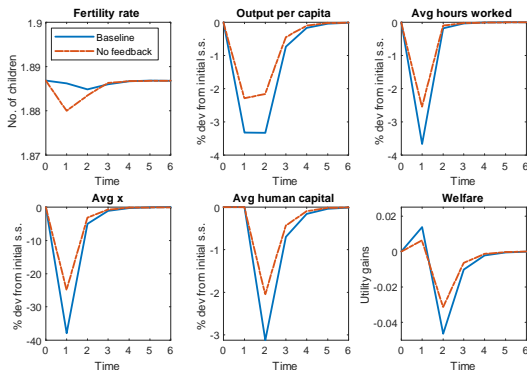 Fertility rate
Baseline
No feedback
No. of children
1.9
1.89
1.88
1.87
0 1 2 3 4 5 6
Time
Output per capita
% dev from initial s.s.
0
-1
-2
-3
-4
0 1 2 3 4 5 6
Time
Avg hours worked
% dev from initial s.s.
0
-1
-2
-3
-4
0 1 2 3 4 5 6
Time
Avg x
% dev from initial s.s.
0
-10
-20
-30
-40
0 1 2 3 4 5 6
Time
Avg human capital
% dev from initial s.s.
0
-1
-2
-3
0 1 2 3 4 5 6
Time
Welfare
Utility gains
0.02
0
-0.02
-0.04
0 1 2 3 4 5 6
Time